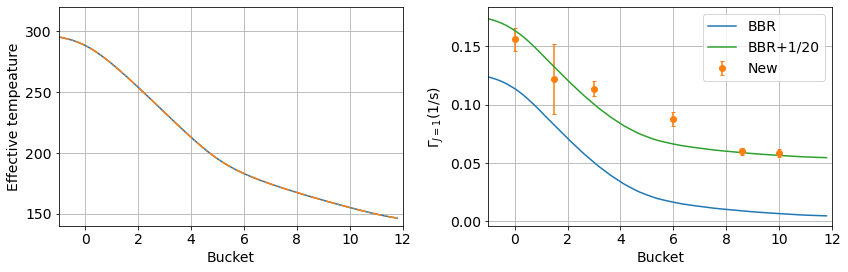 Effective tempeature
300
250
200
150
0 2 4 6 8 10 12
Bucket
Γ_{J=1}(1/s)
0.15
0.10
0.05
0.00
0 2 4 6 8 10 12
Bucket
BBR
BBR+1/20
New